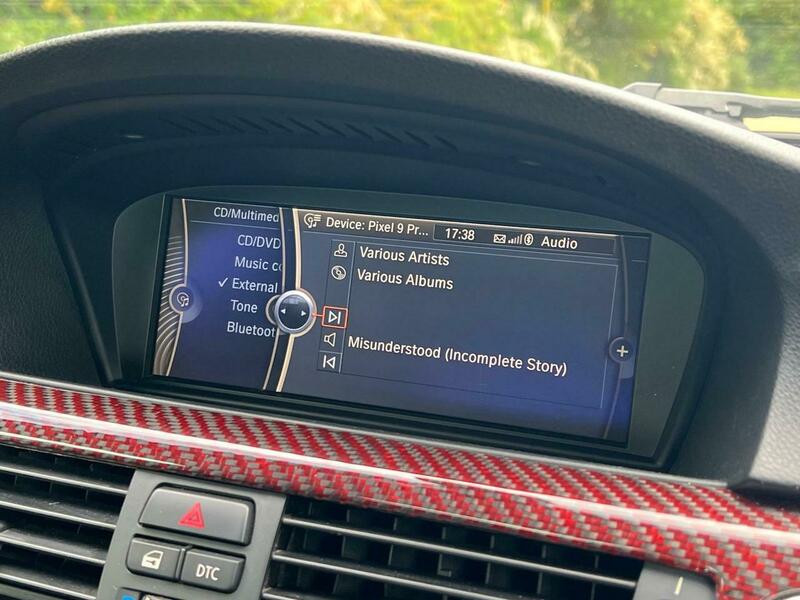 CD/Multimed
Device: Pixel 9 Pr... 17:38 Audio
CD/DVD
Music c
✓ External
Tone
Bluetoot
Various Artists
Various Albums
Misunderstood (Incomplete Story)
+
DTC